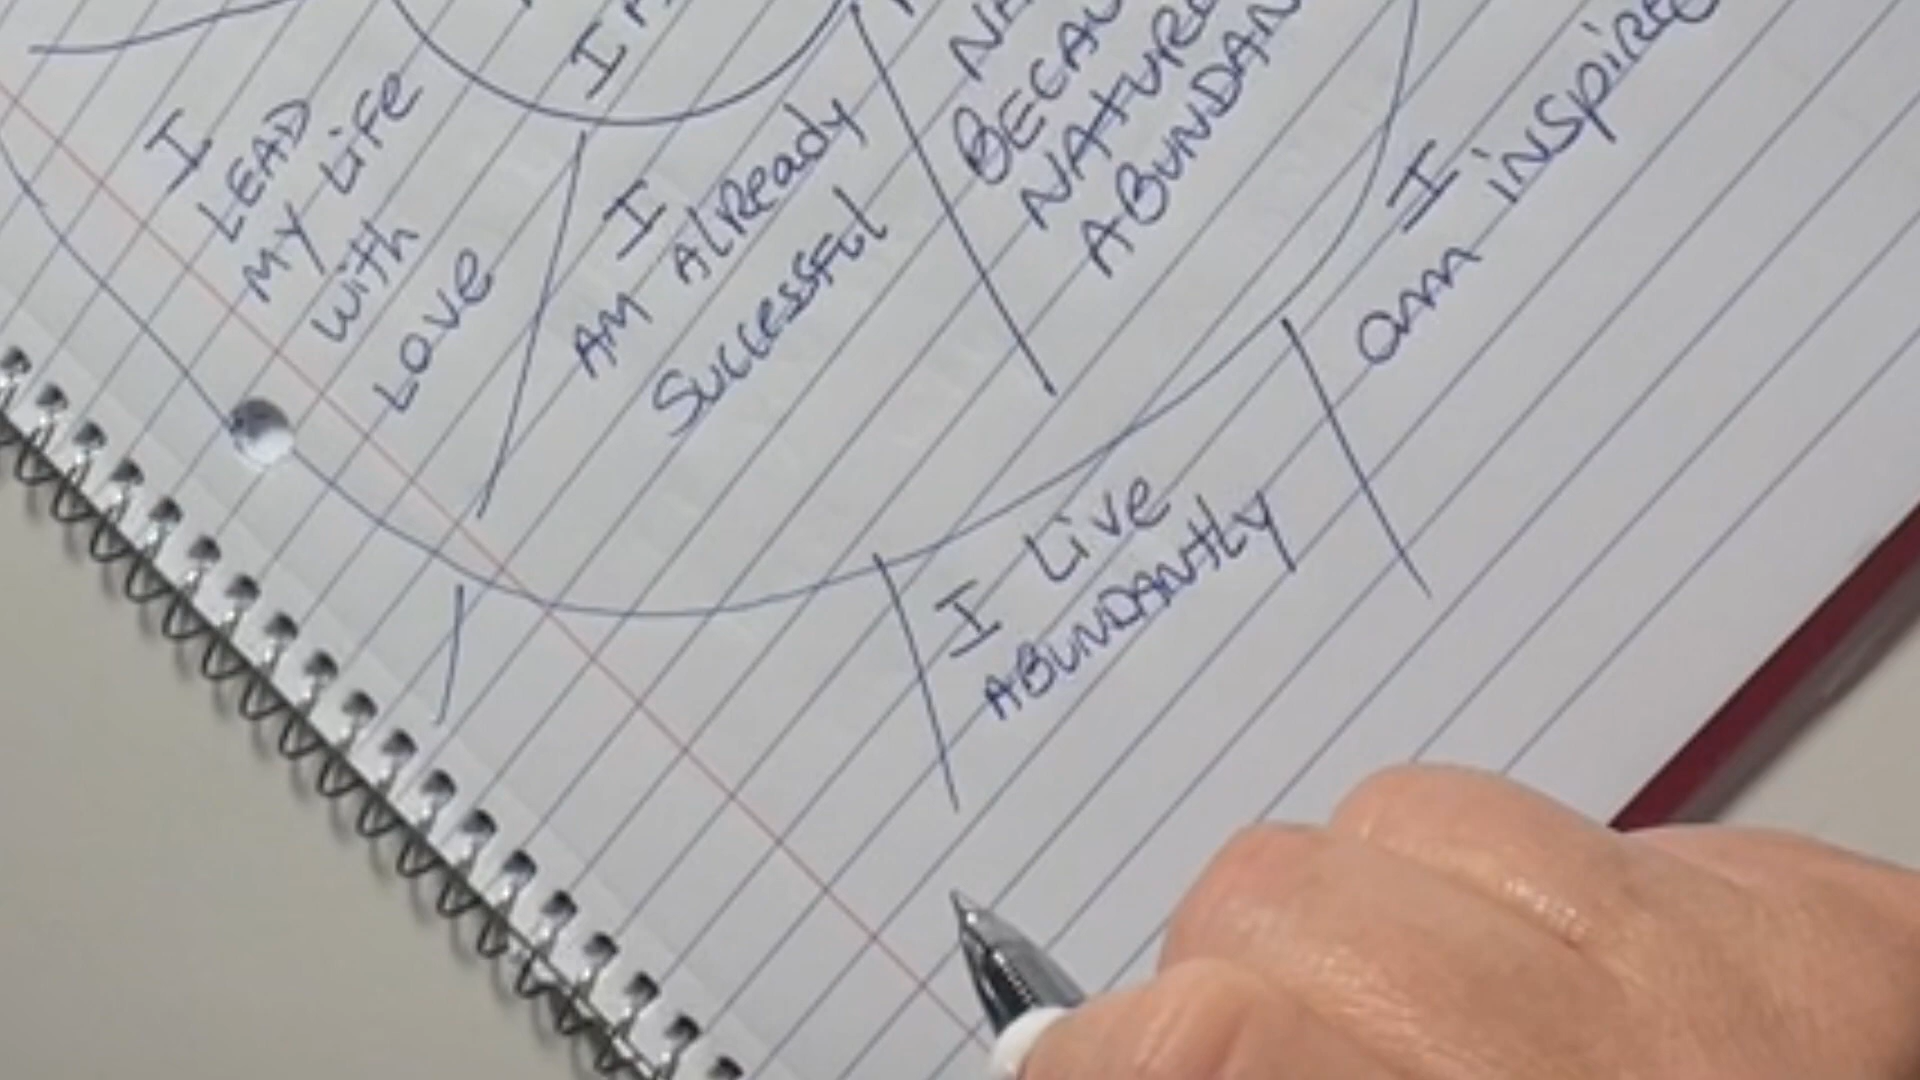 I
LEAD
MY Life
with
Love
I
AM AlReady
Successful
BECAU
NATURE
ABUNDAN
I
am inspire
I Live
ABUNDANtly